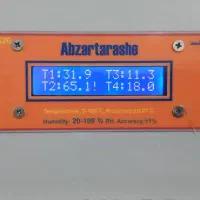 Abzartarashe
T1:31.9 T3:11.3
T2:65.1! T4:18.0
Humidity: 20-100 % RH, Accuracy:±1%